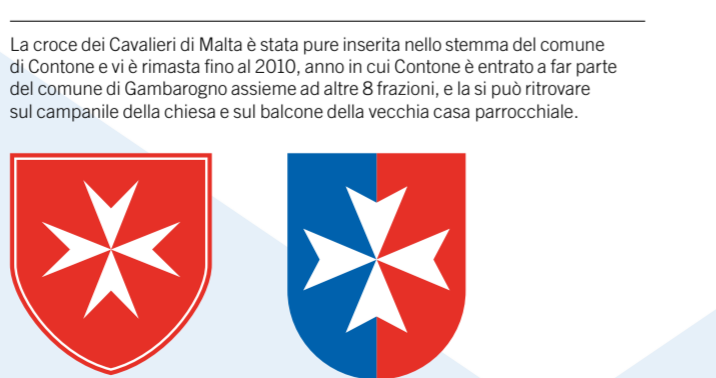 La croce dei Cavalieri di Malta è stata pure inserita nello stemma del comune
di Contone e vi è rimasta fino al 2010, anno in cui Contone è entrato a far parte
del comune di Gambarogno assieme ad altre 8 frazioni, e la si può ritrovare
sul campanile della chiesa e sul balcone della vecchia casa parrocchiale.